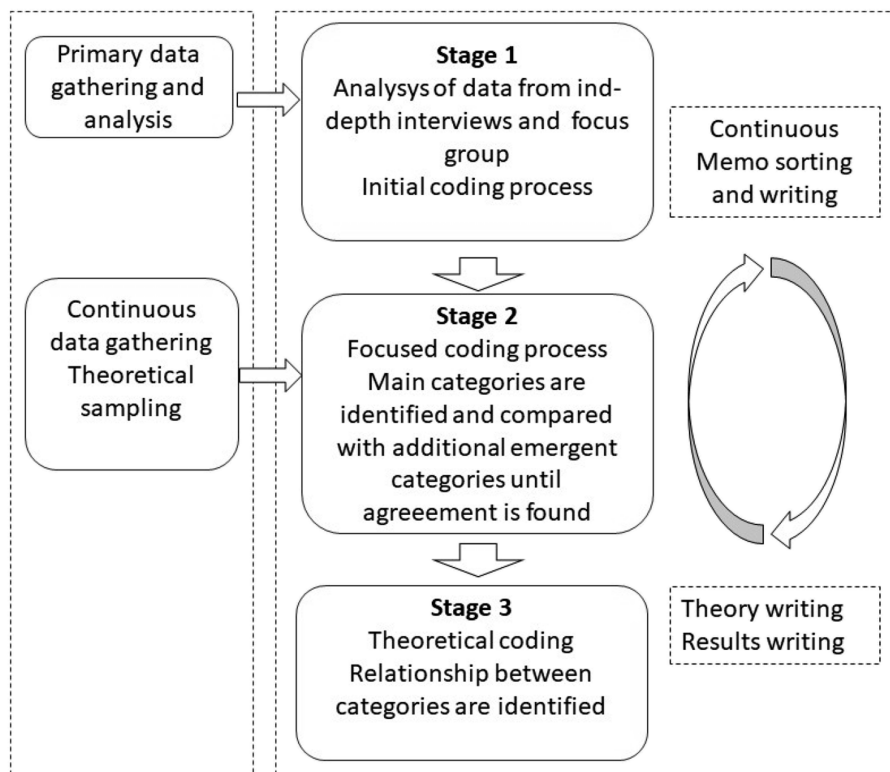 Primary data
gathering and
analysis
Stage 1
Analysys of data from ind-
depth interviews and focus
group
Initial coding process
Continuous
Memo sorting
and writing
Continuous
data gathering
Theoretical
sampling
Stage 2
Focused coding process
Main categories are
identified and compared
with additional emergent
categories until
agreeement is found
Stage 3
Theoretical coding
Relationship between
categories are identified
Theory writing
Results writing